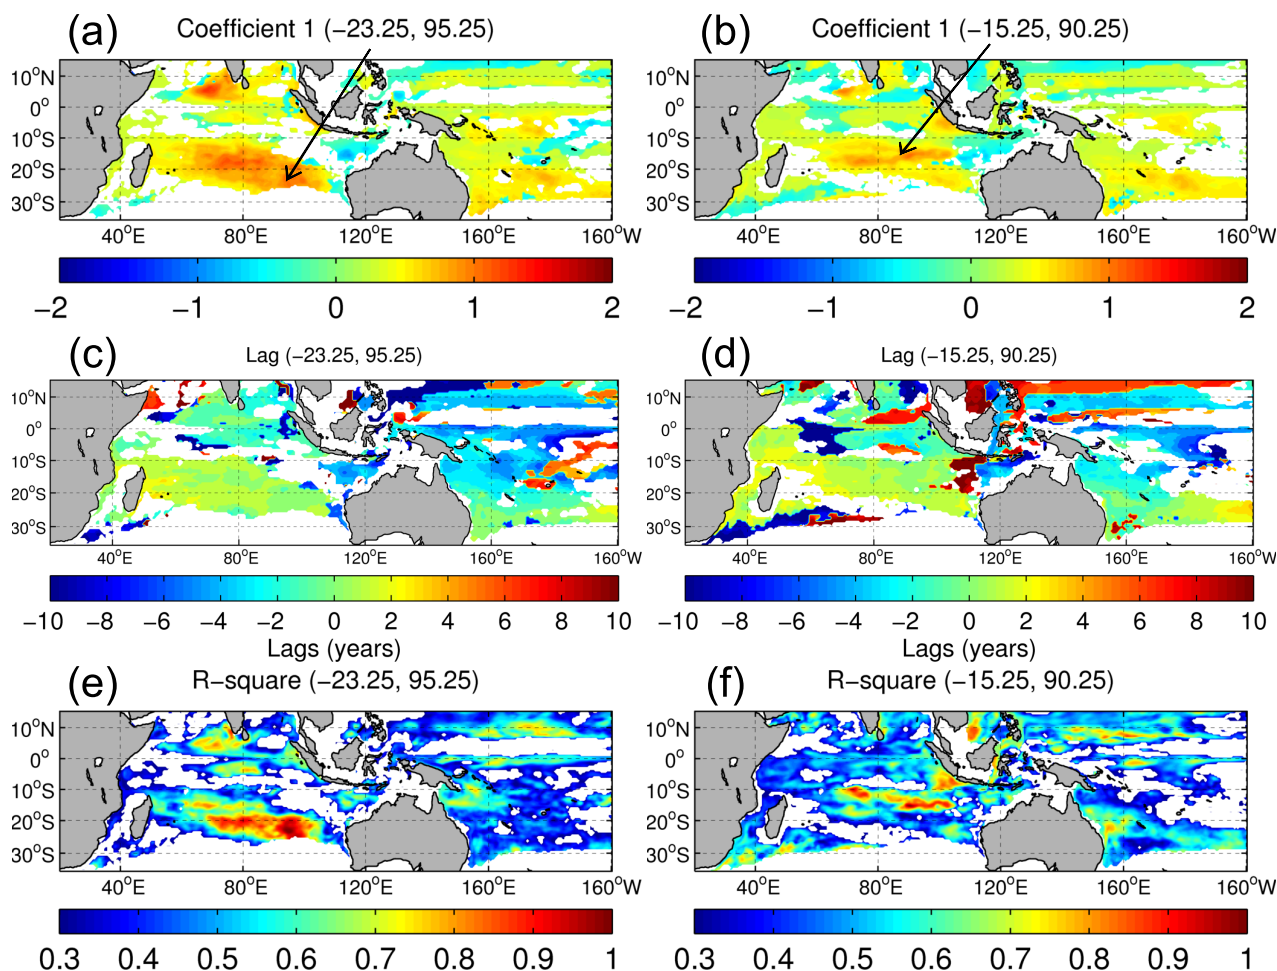 (a) Coefficient 1 (−23.25, 95.25)
(b) Coefficient 1 (−15.25, 90.25)
10°N
0°
10°S
20°S
30°S
40°E 80°E 120°E 160°E 160°W
10°N
0°
10°S
20°S
30°S
40°E 80°E 120°E 160°E 160°W
−2 −1 0 1 2
−2 −1 0 1 2
(c) Lag (−23.25, 95.25)
(d) Lag (−15.25, 90.25)
10°N
0°
10°S
20°S
30°S
40°E 80°E 120°E 160°E 160°W
10°N
0°
10°S
20°S
30°S
40°E 80°E 120°E 160°E 160°W
−10 −8 −6 −4 −2 0 2 4 6 8 10
Lags (years)
−10 −8 −6 −4 −2 0 2 4 6 8 10
Lags (years)
(e) R−square (−23.25, 95.25)
(f) R−square (−15.25, 90.25)
10°N
0°
10°S
20°S
30°S
40°E 80°E 120°E 160°E 160°W
10°N
0°
10°S
20°S
30°S
40°E 80°E 120°E 160°E 160°W
0.3 0.4 0.5 0.6 0.7 0.8 0.9 1
0.3 0.4 0.5 0.6 0.7 0.8 0.9 1